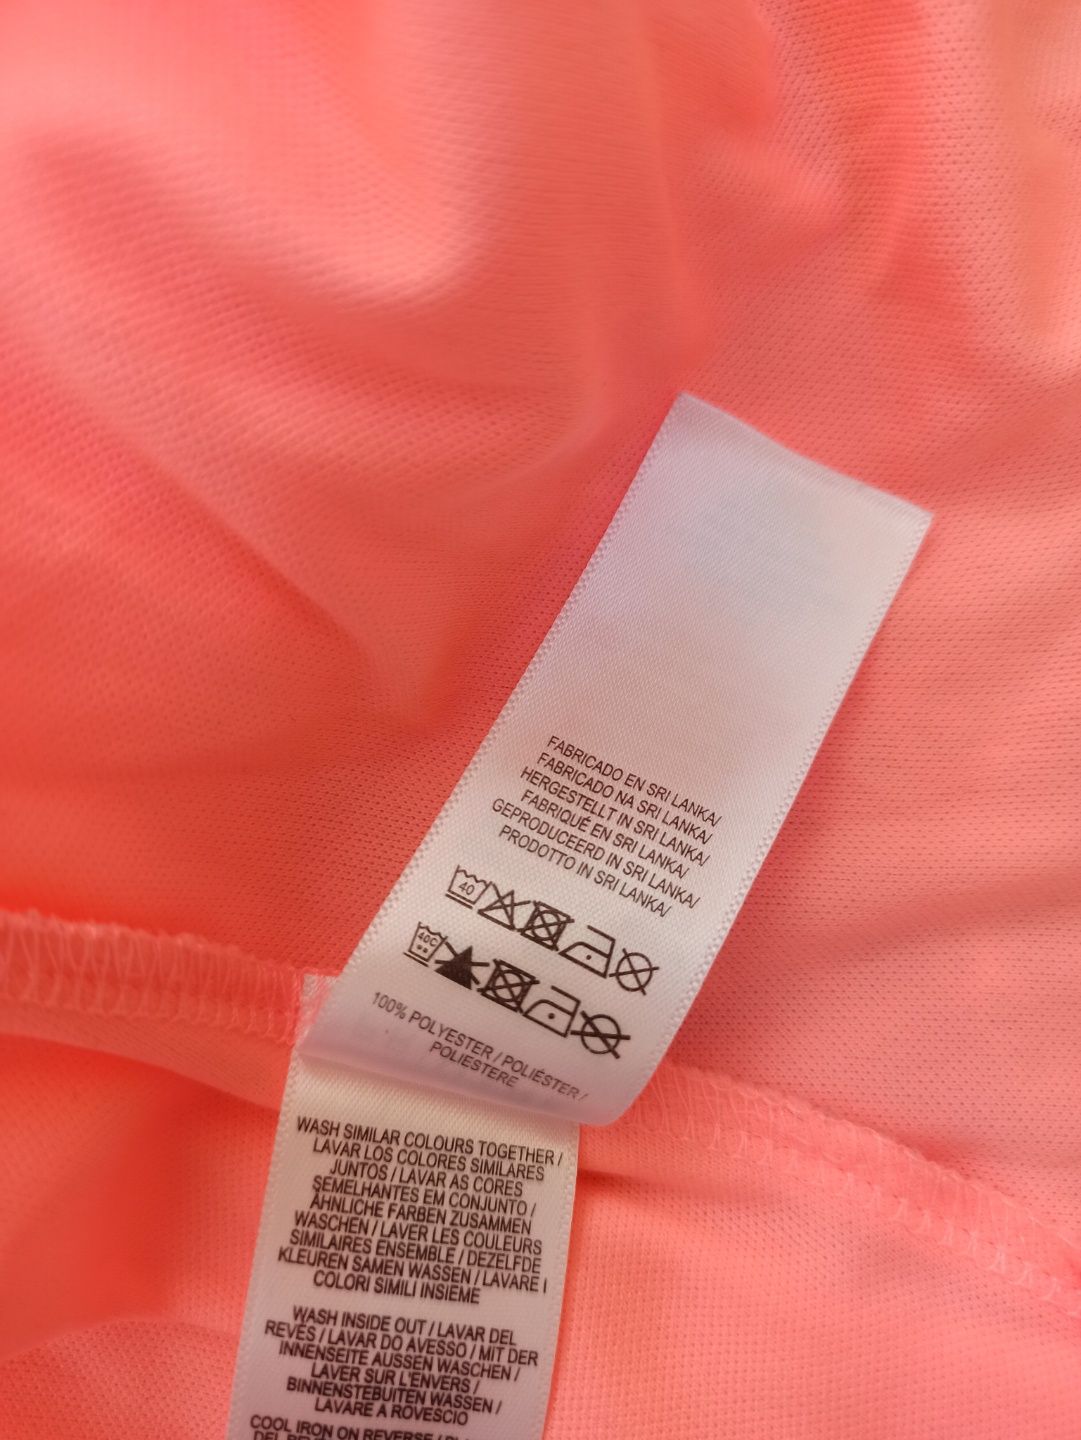 FABRICADO EN SRI LANKA/
FABRICADO NA SRI LANKA/
HERGESTELLT IN SRI LANKA/
FABRIQUÉ EN SRI LANKA/
GEPRODUCEERD IN SRI LANKA/
PRODOTTO IN SRI LANKA/
40
40C
100% POLYESTER / POLIÉSTER /
POLIESTERE
WASH SIMILAR COLOURS TOGETHER /
LAVAR LOS COLORES SIMILARES
JUNTOS / LAVAR AS CORES
SEMELHANTES EM CONJUNTO /
ÄHNLICHE FARBEN ZUSAMMEN
WASCHEN / LAVER LES COULEURS
SIMILAIRES ENSEMBLE / DEZELFDE
KLEUREN SAMEN WASSEN / LAVARE I
COLORI SIMILI INSIEME
WASH INSIDE OUT / LAVAR DEL
REVÉS / LAVAR DO AVESSO / MIT DER
INNENSEITE AUSSEN WASCHEN /
LAVER SUR L'ENVERS /
BINNENSTEBUITEN WASSEN /
LAVARE A ROVESCIO
COOL IRON ON REVERSE /